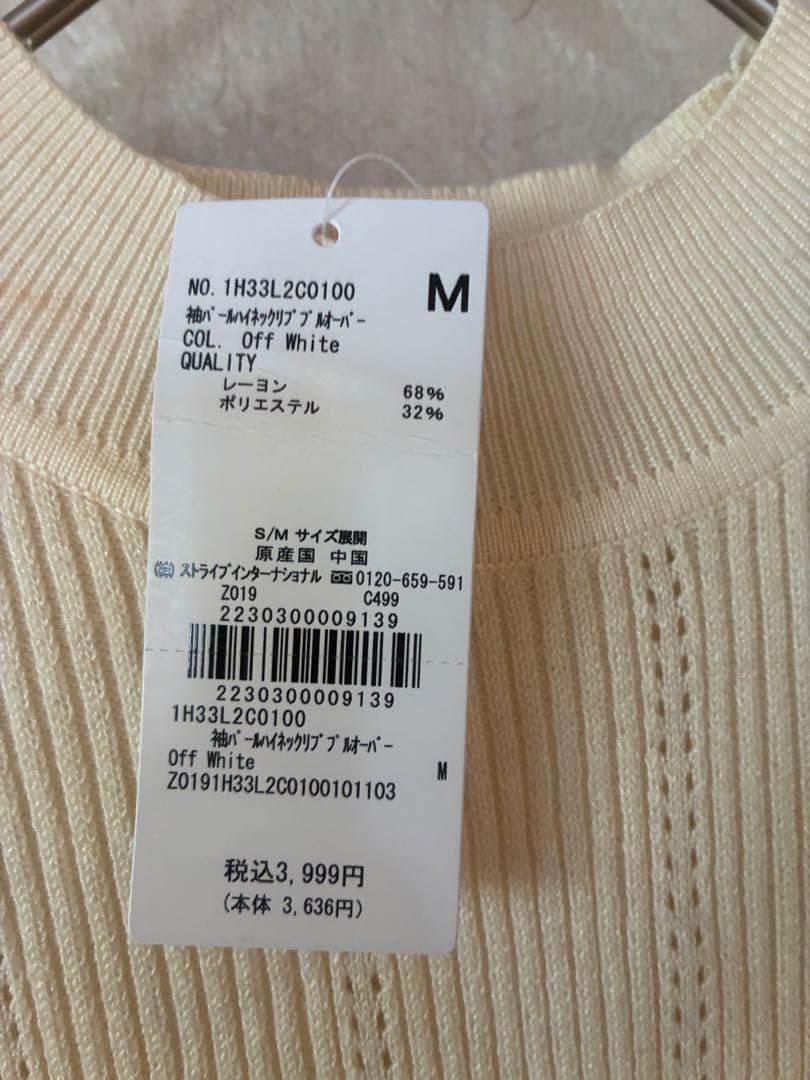 NO. 1H33L2C0100
M
袖ﾊﾟｰﾙﾊｲﾈｯｸﾘﾌﾞﾌﾟﾙｵｰﾊﾞｰ
COL. Off White
QUALITY
レーヨン 68%
ポリエステル 32%
S/M サイズ展開
原産国 中国
ストライプインターナショナル 0120-659-591
Z019 C499
2230300009139
2230300009139
1H33L2C0100
袖ﾊﾟｰﾙﾊｲﾈｯｸﾘﾌﾞﾌﾟﾙｵｰﾊﾞｰ
Off White M
Z0191H33L2C0100101103
税込3,999円
(本体 3,636円)